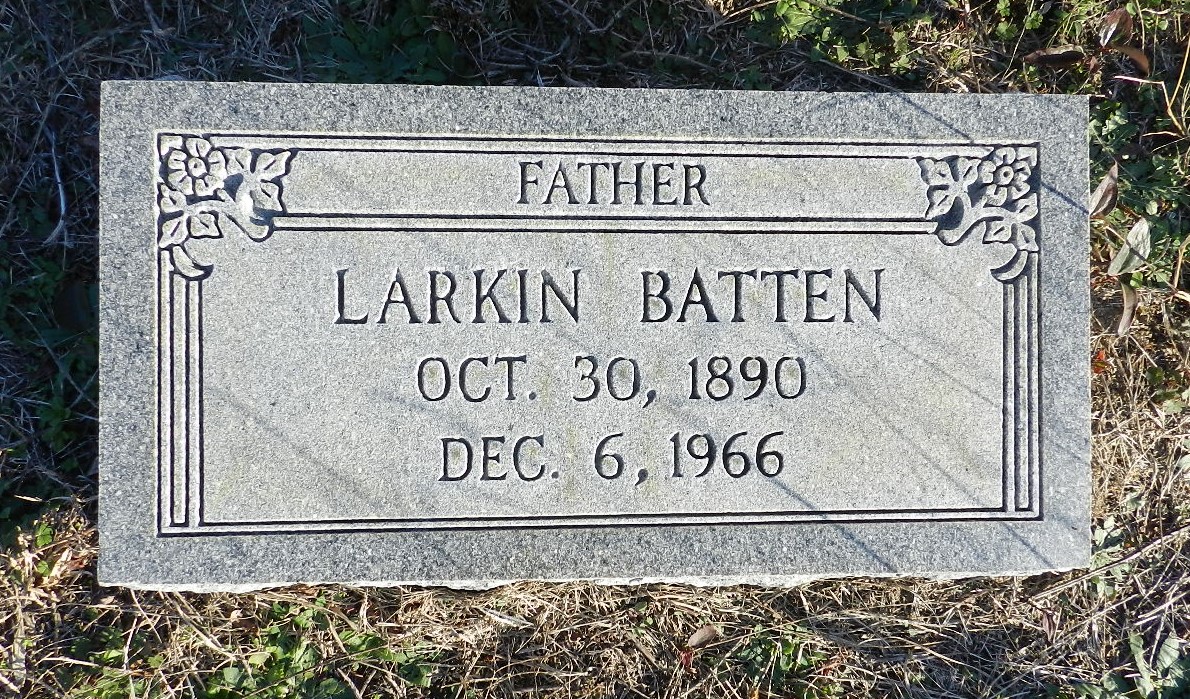 FATHER
LARKIN BATTEN
OCT. 30, 1890
DEC. 6, 1966